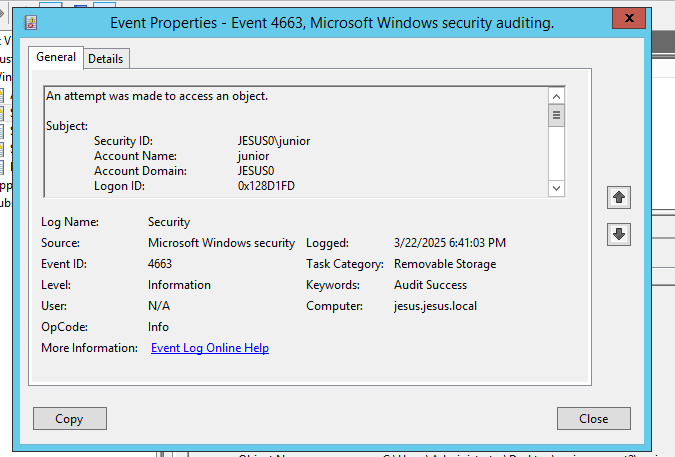 Event Properties - Event 4663, Microsoft Windows security auditing.
X
General Details
An attempt was made to access an object.
Subject:
Security ID: JESUS0\junior
Account Name: junior
Account Domain: JESUS0
Logon ID: 0x128D1FD
Log Name: Security
Source: Microsoft Windows security Logged: 3/22/2025 6:41:03 PM
Event ID: 4663 Task Category: Removable Storage
Level: Information Keywords: Audit Success
User: N/A Computer: jesus.jesus.local
OpCode: Info
More Information: Event Log Online Help
Copy Close